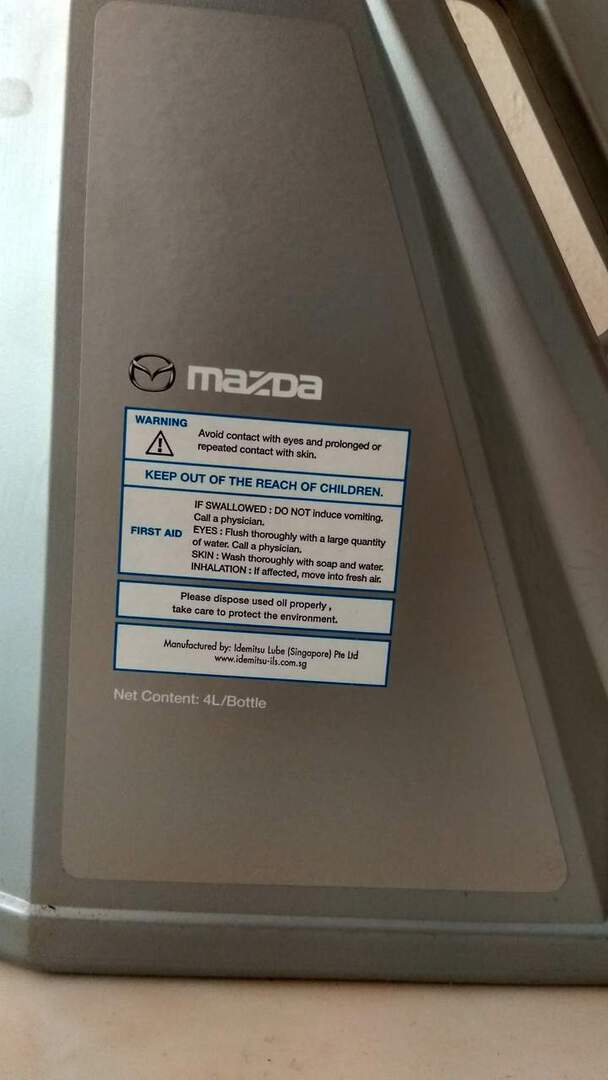 mazda
WARNING
Avoid contact with eyes and prolonged or
repeated contact with skin.
KEEP OUT OF THE REACH OF CHILDREN.
FIRST AID
IF SWALLOWED : DO NOT induce vomiting.
Call a physician.
EYES : Flush thoroughly with a large quantity
of water. Call a physician.
SKIN : Wash thoroughly with soap and water.
INHALATION : If affected, move into fresh air.
Please dispose used oil properly ,
take care to protect the environment.
Manufactured by: Idemitsu Lube (Singapore) Pte Ltd
www.idemitsu-ils.com.sg
Net Content: 4L/Bottle